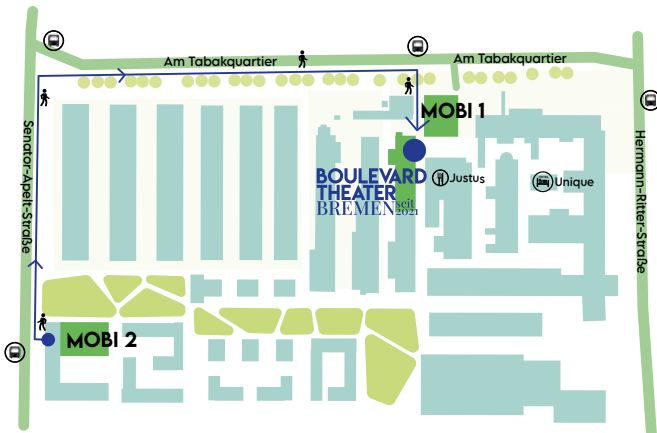 Am Tabakquartier
Am Tabakquartier
MOBI 1
Senator-Apelt-Straße
Hermann-Ritter-Straße
BOULEVARD
THEATER
BREMEN seit 2021
Justus
Unique
MOBI 2